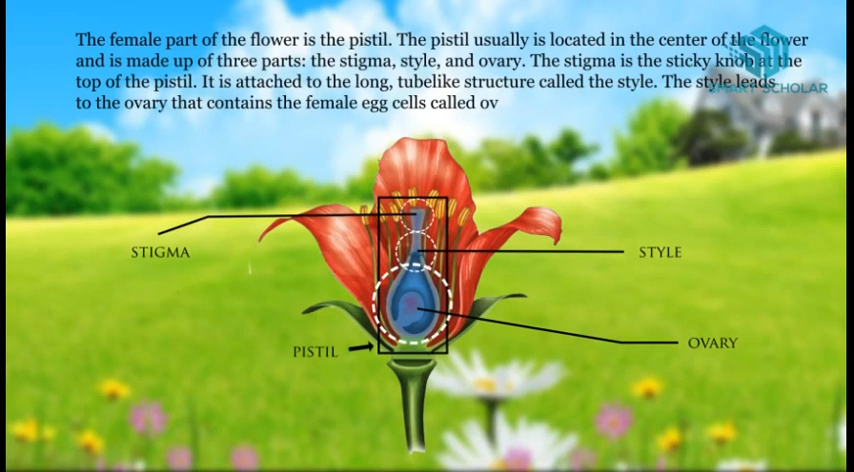 The female part of the flower is the pistil. The pistil usually is located in the center of the flower
and is made up of three parts: the stigma, style, and ovary. The stigma is the sticky knob at the
top of the pistil. It is attached to the long, tubelike structure called the style. The style leads
SMART SCHOLAR
to the ovary that contains the female egg cells called ov
STIGMA
STYLE
OVARY
PISTIL